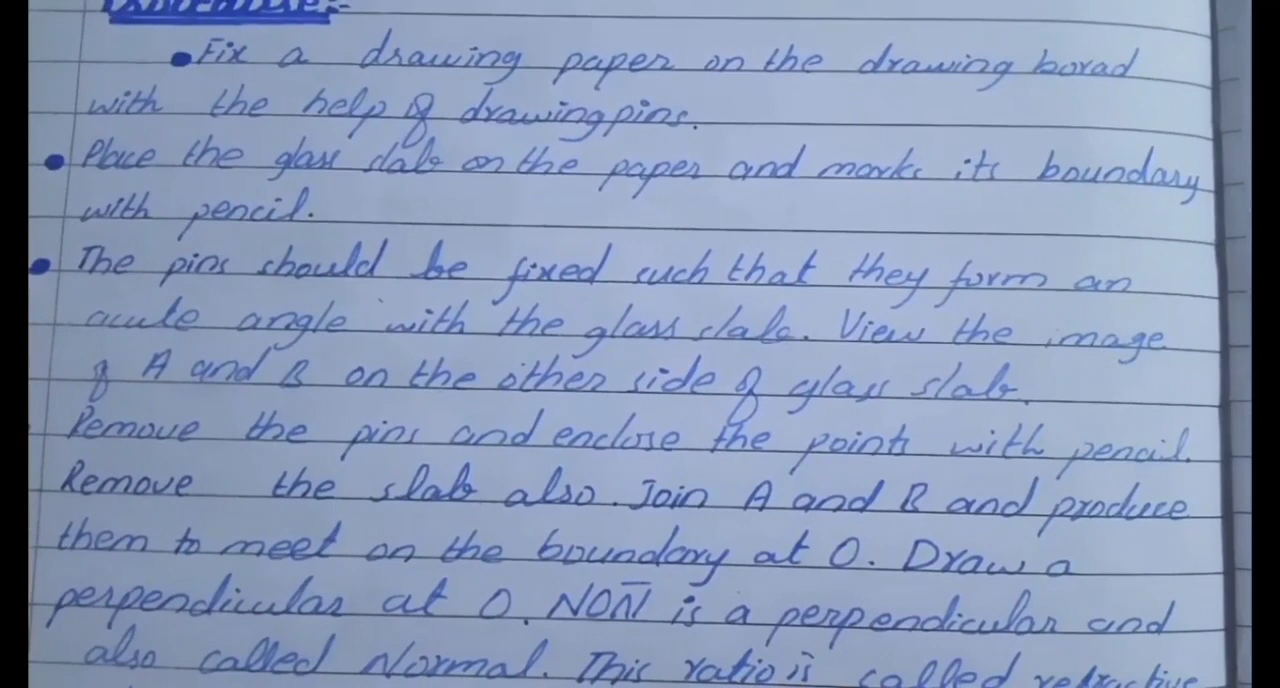 Procedure:-
• Fix a drawing paper on the drawing borad
with the help of drawing pins.
• Place the glass slab on the paper and marks its boundary
with pencil.
• The pins should be fixed such that they form an
acute angle with the glass slab. View the image
of A and B on the other side of glass slab.
Remove the pins and enclose the points with pencil.
Remove the slab also. Join A and B and produce
them to meet on the boundary at O. Draw a
perpendicular at O. NON̅ is a perpendicular and
also called Normal. This ratio is called refractive